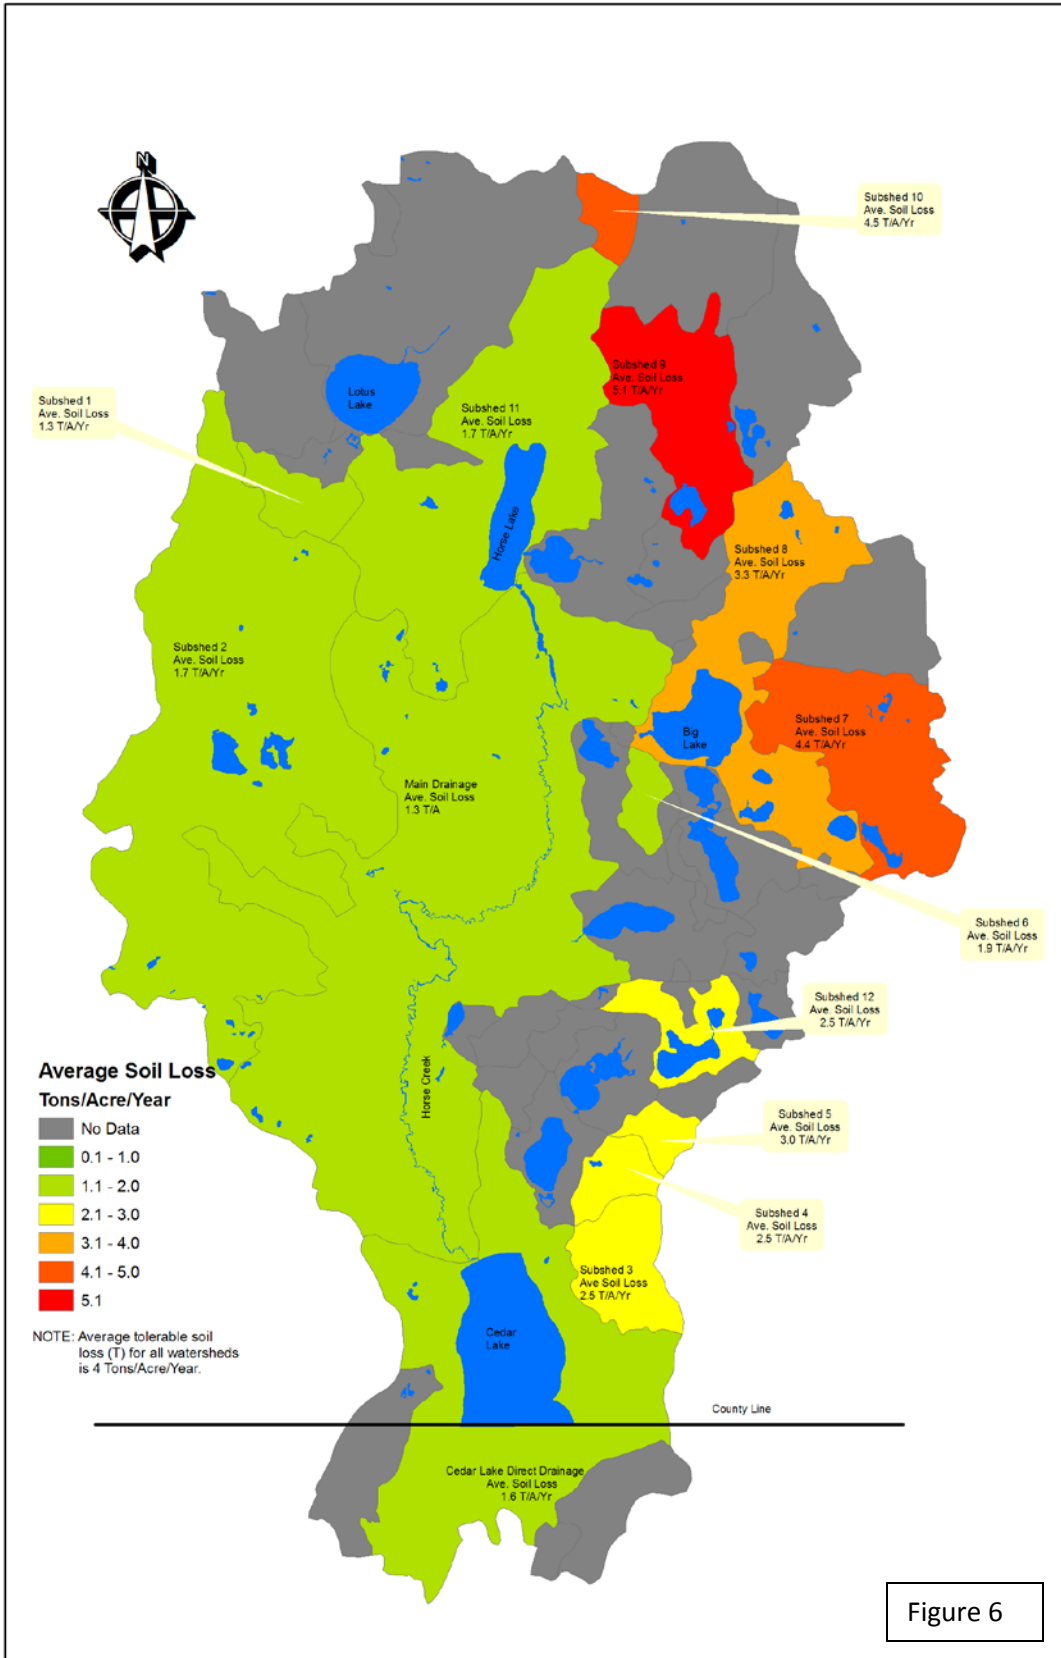 N
Subshed 10
Ave. Soil Loss
4.5 T/A/Yr
Subshed 9
Ave. Soil Loss
5.1 T/A/Yr
Lotus
Lake
Subshed 1
Ave. Soil Loss
1.3 T/A/Yr
Subshed 11
Ave. Soil Loss
1.7 T/A/Yr
Horse Lake
Subshed 8
Ave. Soil Loss
3.3 T/A/Yr
Subshed 2
Ave. Soil Loss
1.7 T/A/Yr
Subshed 7
Ave. Soil Loss
4.4 T/A/Yr
Big
Lake
Main Drainage
Ave. Soil Loss
1.3 T/A
Subshed 6
Ave. Soil Loss
1.9 T/A/Yr
Subshed 12
Ave. Soil Loss
2.5 T/A/Yr
Horse Creek
Subshed 5
Ave. Soil Loss
3.0 T/A/Yr
Subshed 4
Ave. Soil Loss
2.5 T/A/Yr
Subshed 3
Ave Soil Loss
2.5 T/A/Yr
Average Soil Loss
Tons/Acre/Year
No Data
0.1 - 1.0
1.1 - 2.0
2.1 - 3.0
3.1 - 4.0
4.1 - 5.0
5.1
NOTE: Average tolerable soil
loss (T) for all watersheds
is 4 Tons/Acre/Year.
Cedar
Lake
County Line
Cedar Lake Direct Drainage
Ave. Soil Loss
1.6 T/A/Yr
Figure 6